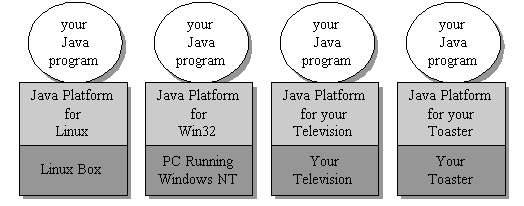 your
Java
program
your
Java
program
your
Java
program
your
Java
program
Java Platform
for
Linux
Java Platform
for
Win32
Java Platform
for your
Television
Java Platform
for your
Toaster
Linux Box
PC Running
Windows NT
Your
Television
Your
Toaster